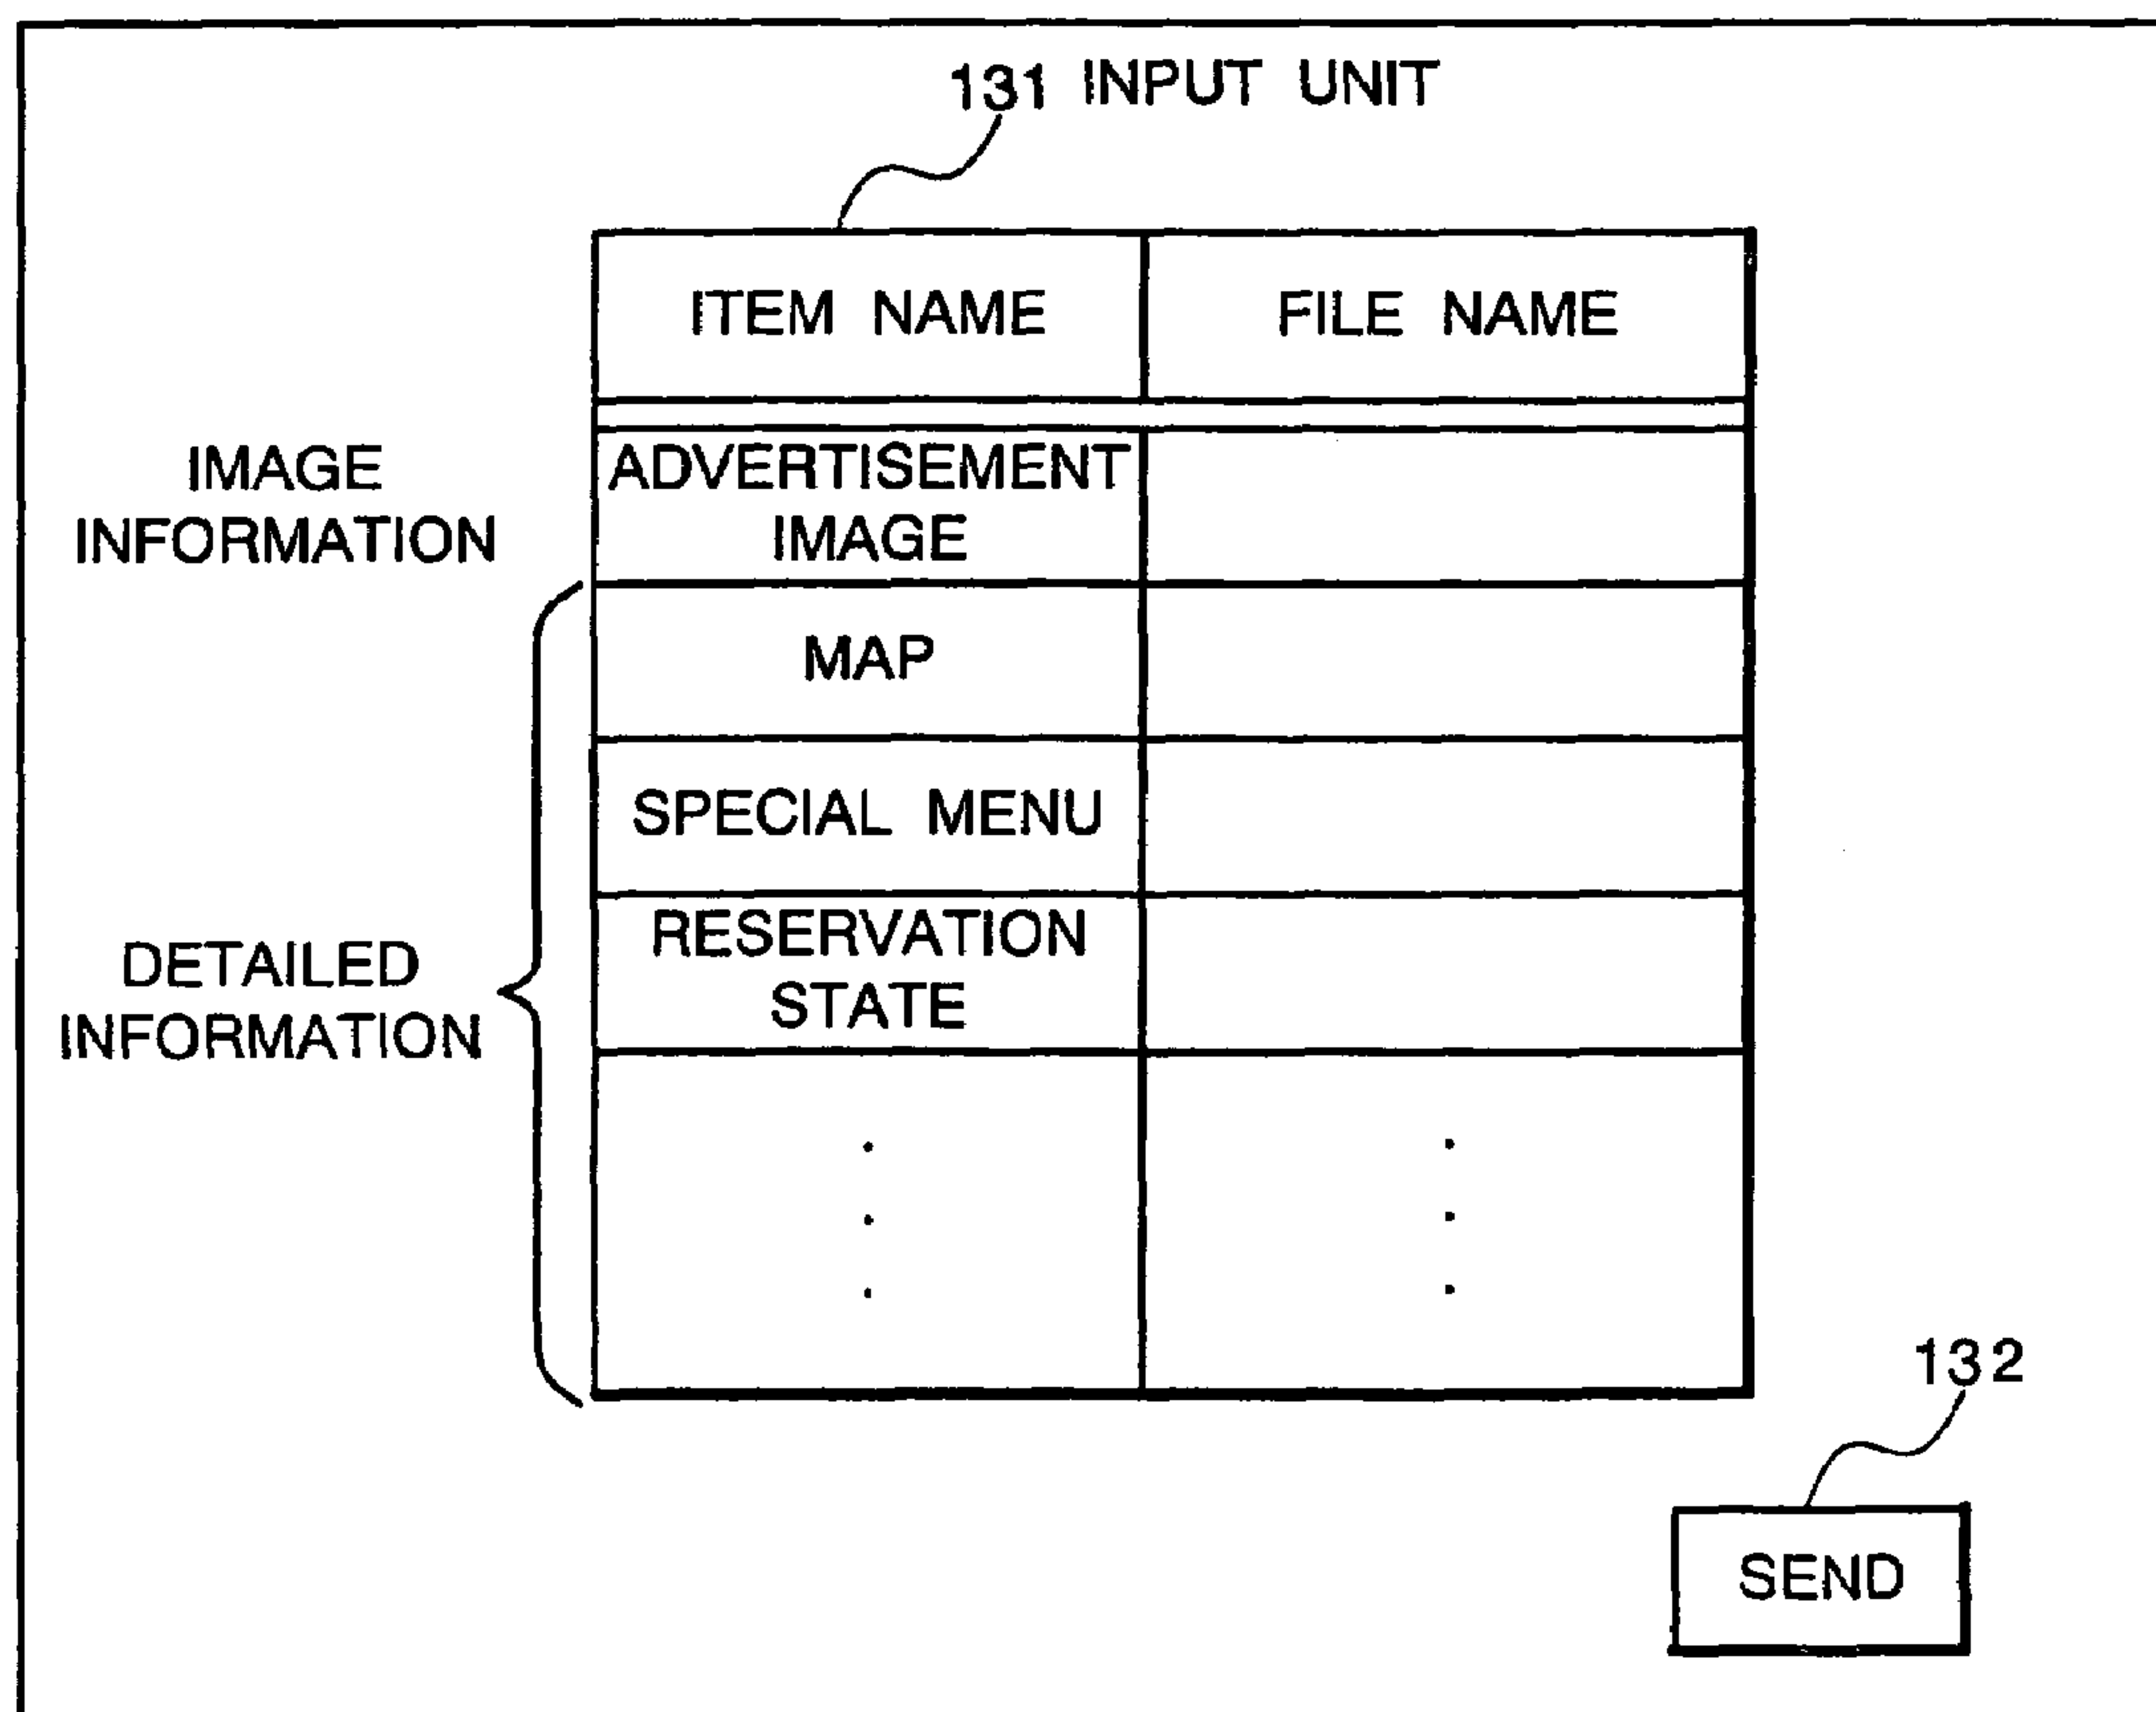 131 INPUT UNIT
ITEM NAME FILE NAME
IMAGE
INFORMATION
ADVERTISEMENT
IMAGE
MAP
SPECIAL MENU
DETAILED
INFORMATION
RESERVATION
STATE
132
SEND